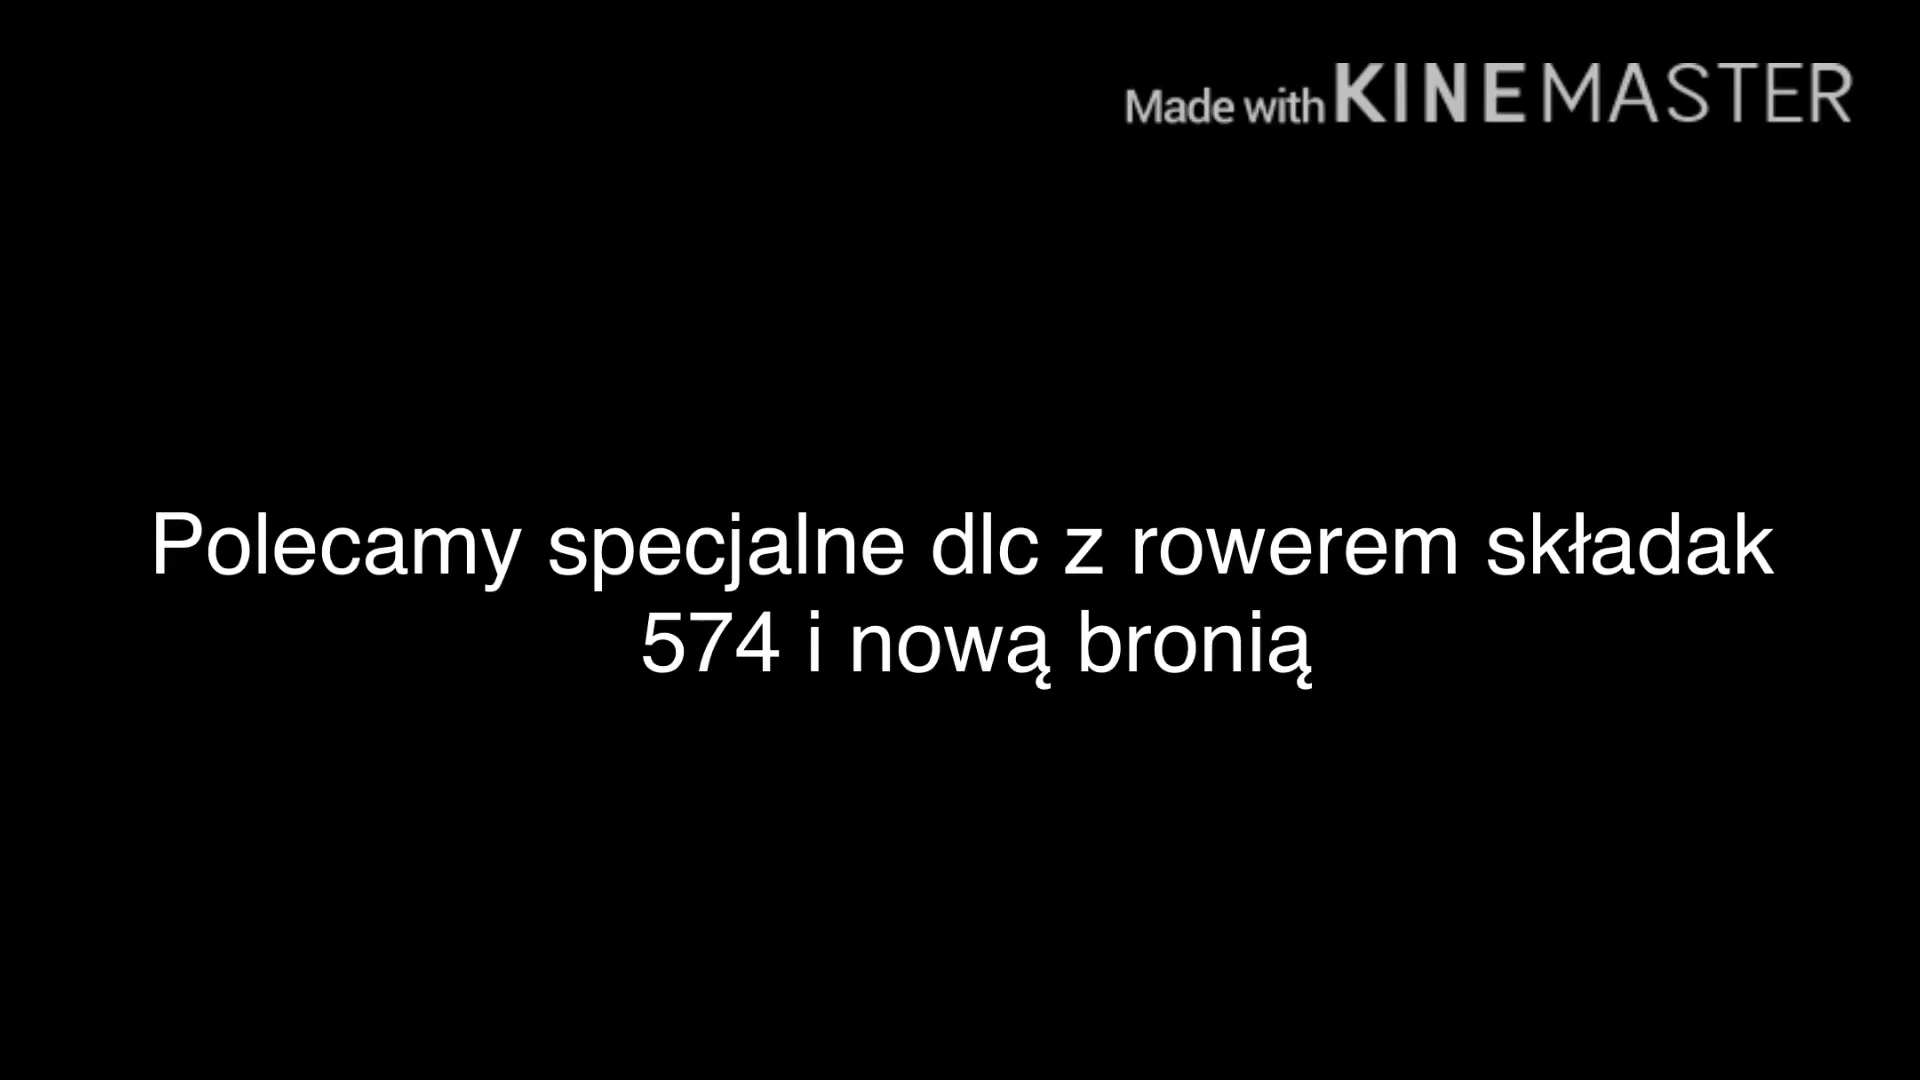 Made with KINEMASTER
Polecamy specjalne dlc z rowerem składak
574 i nową bronią